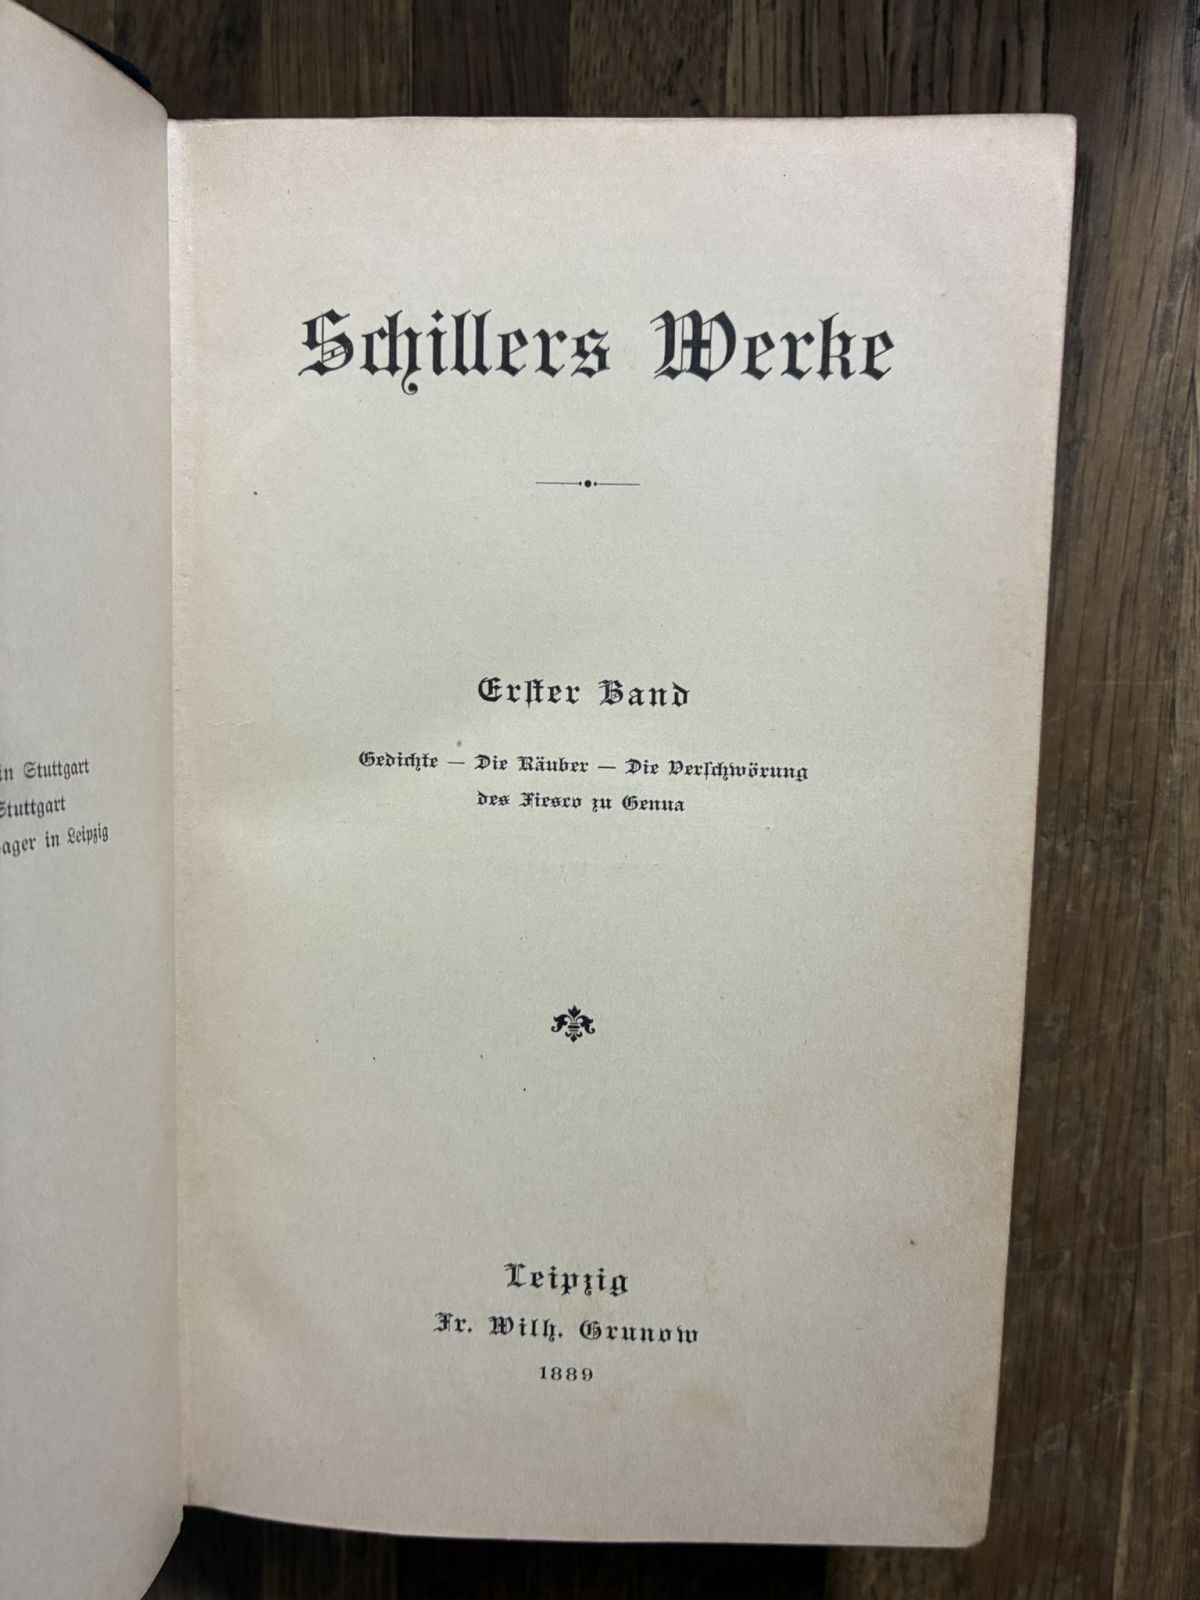 in Stuttgart
Stuttgart
ager in Leipzig
Schillers Werke
Erster Band
Gedichte — Die Räuber — Die Verschwörung
des Fiesco zu Genua
Leipzig
Fr. Wilh. Grunow
1889